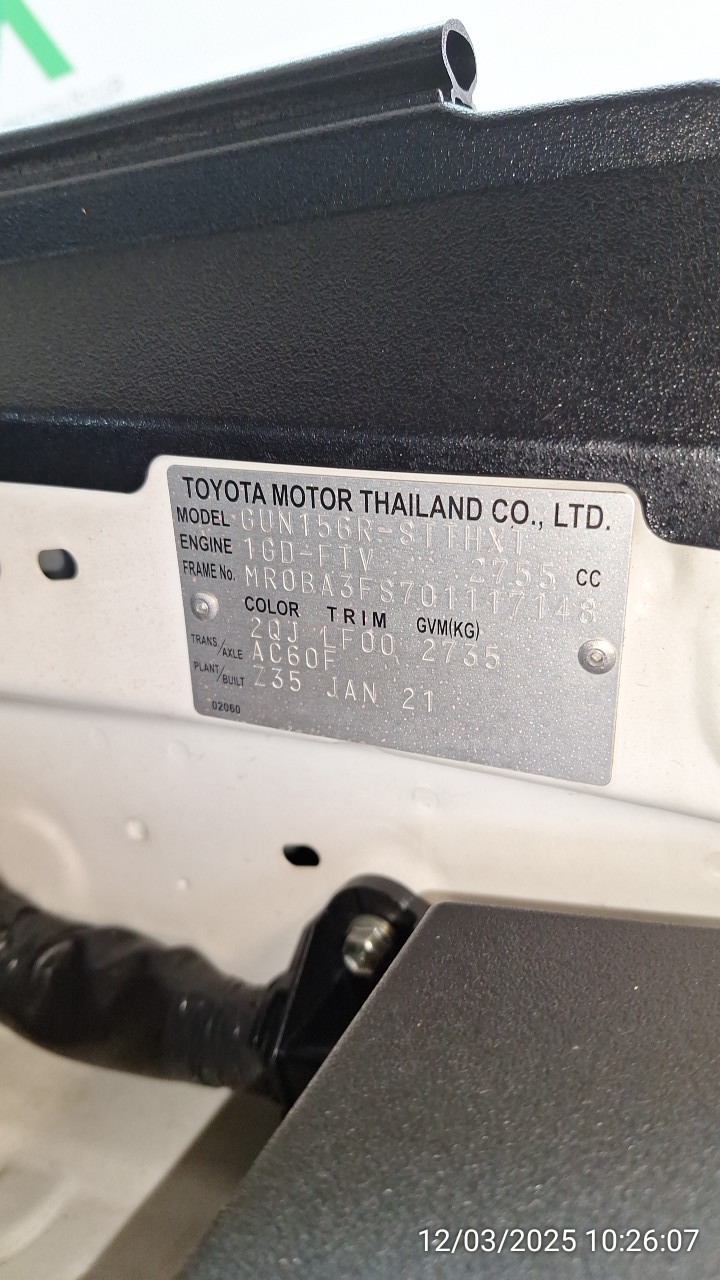 TOYOTA MOTOR THAILAND CO., LTD.
MODEL GUN156R-STTHXT
ENGINE 1GD-FTV 2755 CC
FRAME No. MR0BA3FS701117148
COLOR TRIM GVM(KG)
2QJ LF00 2735
TRANS/AXLE AC60F
PLANT/BUILT Z35 JAN 21
02060
12/03/2025 10:26:07